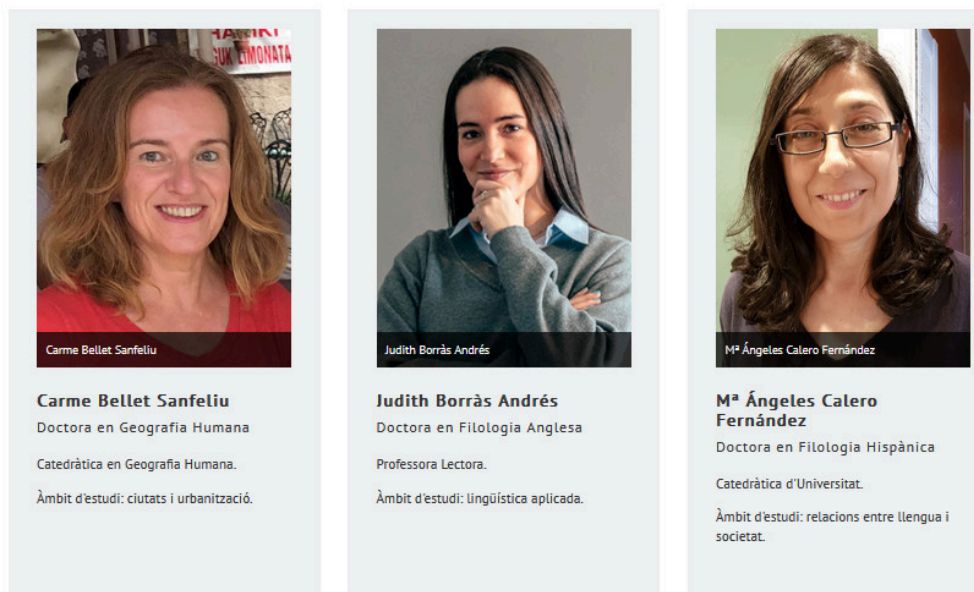 GUK LIMONATA
Carme Bellet Sanfeliu
Carme Bellet Sanfeliu
Doctora en Geografia Humana
Catedràtica en Geografia Humana.
Àmbit d'estudi: ciutats i urbanització.
Judith Borràs Andrés
Judith Borràs Andrés
Doctora en Filologia Anglesa
Professora Lectora.
Àmbit d'estudi: lingüística aplicada.
Mª Ángeles Calero Fernández
Mª Ángeles Calero
Fernández
Doctora en Filologia Hispànica
Catedràtica d'Universitat.
Àmbit d'estudi: relacions entre llengua i
societat.